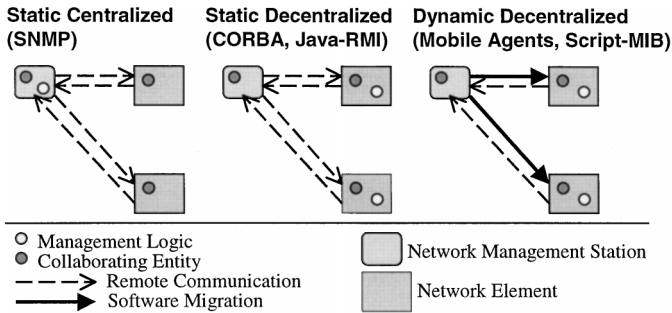 Static Centralized
(SNMP)
Static Decentralized
(CORBA, Java-RMI)
Dynamic Decentralized
(Mobile Agents, Script-MIB)
Management Logic
Collaborating Entity
Remote Communication
Software Migration
Network Management Station
Network Element